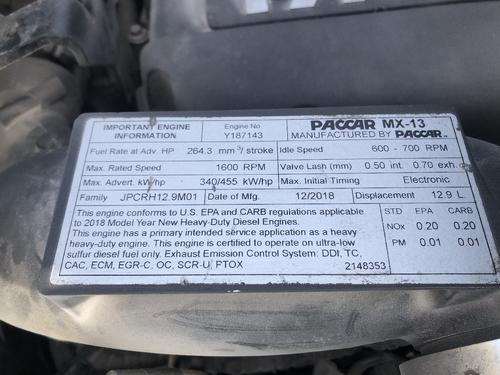 IMPORTANT ENGINE INFORMATION
Engine No Y187143
PACCAR MX-13
MANUFACTURED BY PACCAR
Fuel Rate at Adv. HP 264.3 mm³/stroke Idle Speed 600 - 700 RPM
Max. Rated Speed 1600 RPM Valve Lash (mm) 0.50 int. 0.70 exh.
Max. Advert. kW/hp 340/455 kW/hp Max. Initial Timing Electronic
Family JPCRH12.9M01 Date of Mfg. 12/2018 Displacement 12.9 L
This engine conforms to U.S. EPA and CARB regulations applicable
to 2018 Model Year New Heavy-Duty Diesel Engines.
This engine has a primary intended service application as a heavy
heavy-duty engine. This engine is certified to operate on ultra-low
sulfur diesel fuel only. Exhaust Emission Control System: DDI, TC,
CAC, ECM, EGR-C, OC, SCR-U, PTOX
2148353
STD EPA CARB
NOx 0.20 0.20
PM 0.01 0.01